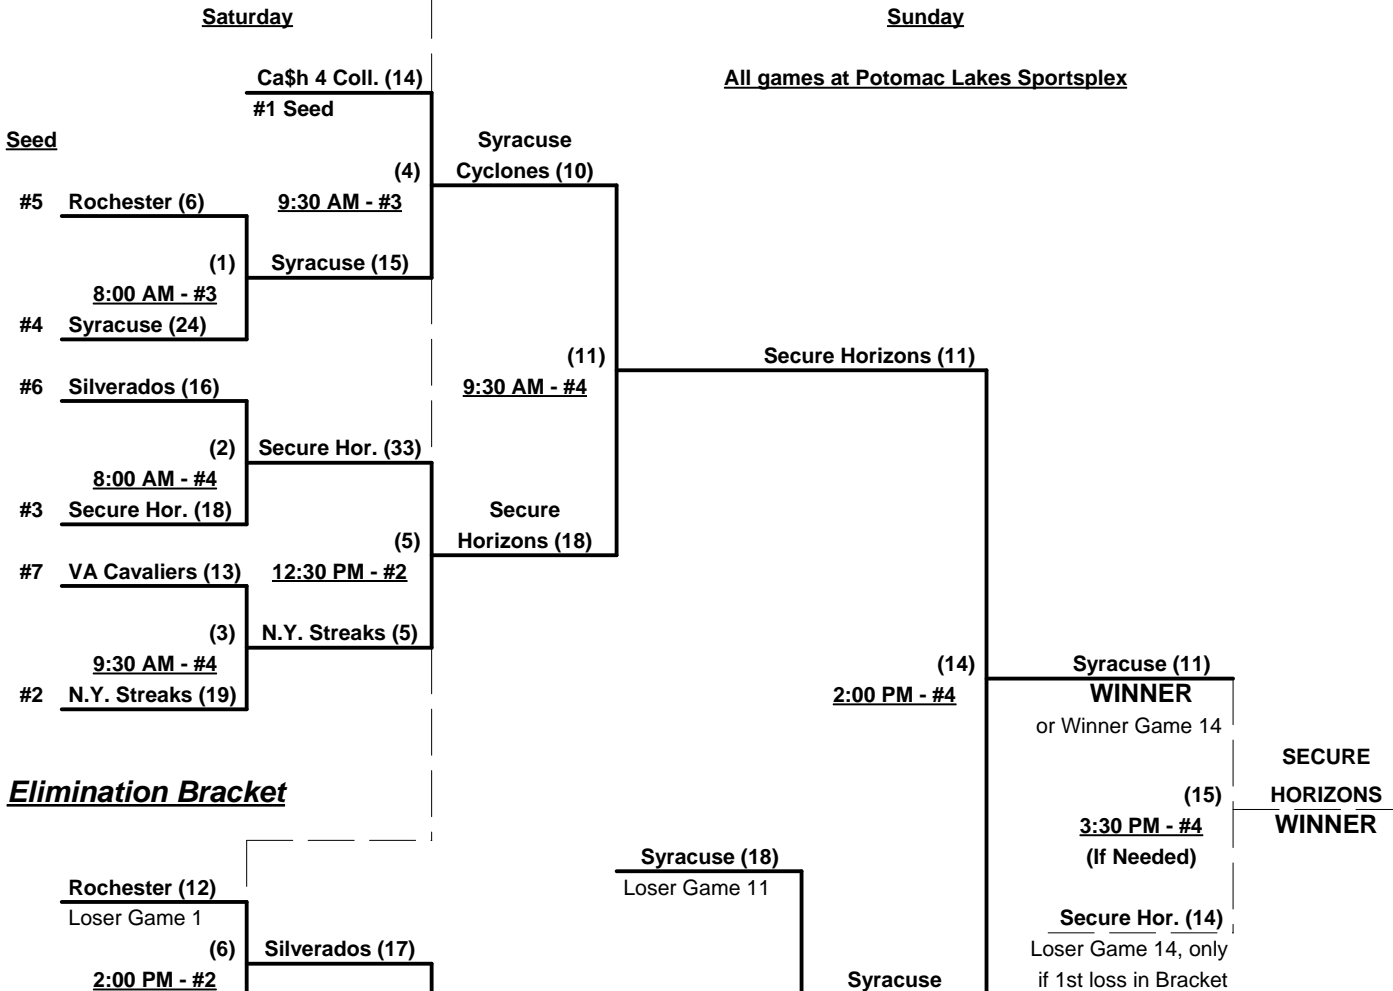 Saturday
Sunday
Ca$h 4 Coll. (14)
All games at Potomac Lakes Sportsplex
#1 Seed
Seed
Syracuse
(4)
Cyclones (10)
#5 Rochester (6)
9:30 AM - #3
(1)
Syracuse (15)
8:00 AM - #3
#4 Syracuse (24)
(11)
Secure Horizons (11)
#6 Silverados (16)
9:30 AM - #4
(2)
Secure Hor. (33)
8:00 AM - #4
#3 Secure Hor. (18)
Secure
(5)
Horizons (18)
#7 VA Cavaliers (13)
12:30 PM - #2
(3)
N.Y. Streaks (5)
9:30 AM - #4
(14)
Syracuse (11)
#2 N.Y. Streaks (19)
2:00 PM - #4
WINNER
or Winner Game 14
SECURE
Elimination Bracket
(15)
HORIZONS
3:30 PM - #4
WINNER
(If Needed)
Syracuse (18)
Rochester (12)
Loser Game 11
Loser Game 1
Secure Hor. (14)
(6)
Silverados (17)
Loser Game 14, only
2:00 PM - #2
Syracuse
if 1st loss in Bracket